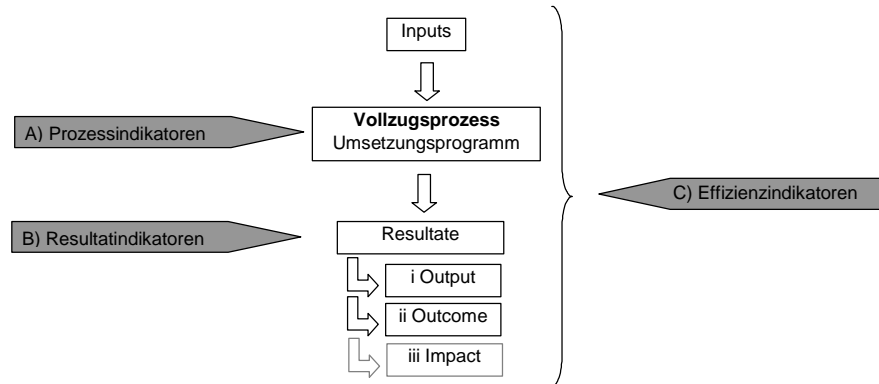 Inputs
A) Prozessindikatoren
Vollzugsprozess
Umsetzungsprogramm
C) Effizienzindikatoren
B) Resultatindikatoren
Resultate
i Output
ii Outcome
iii Impact